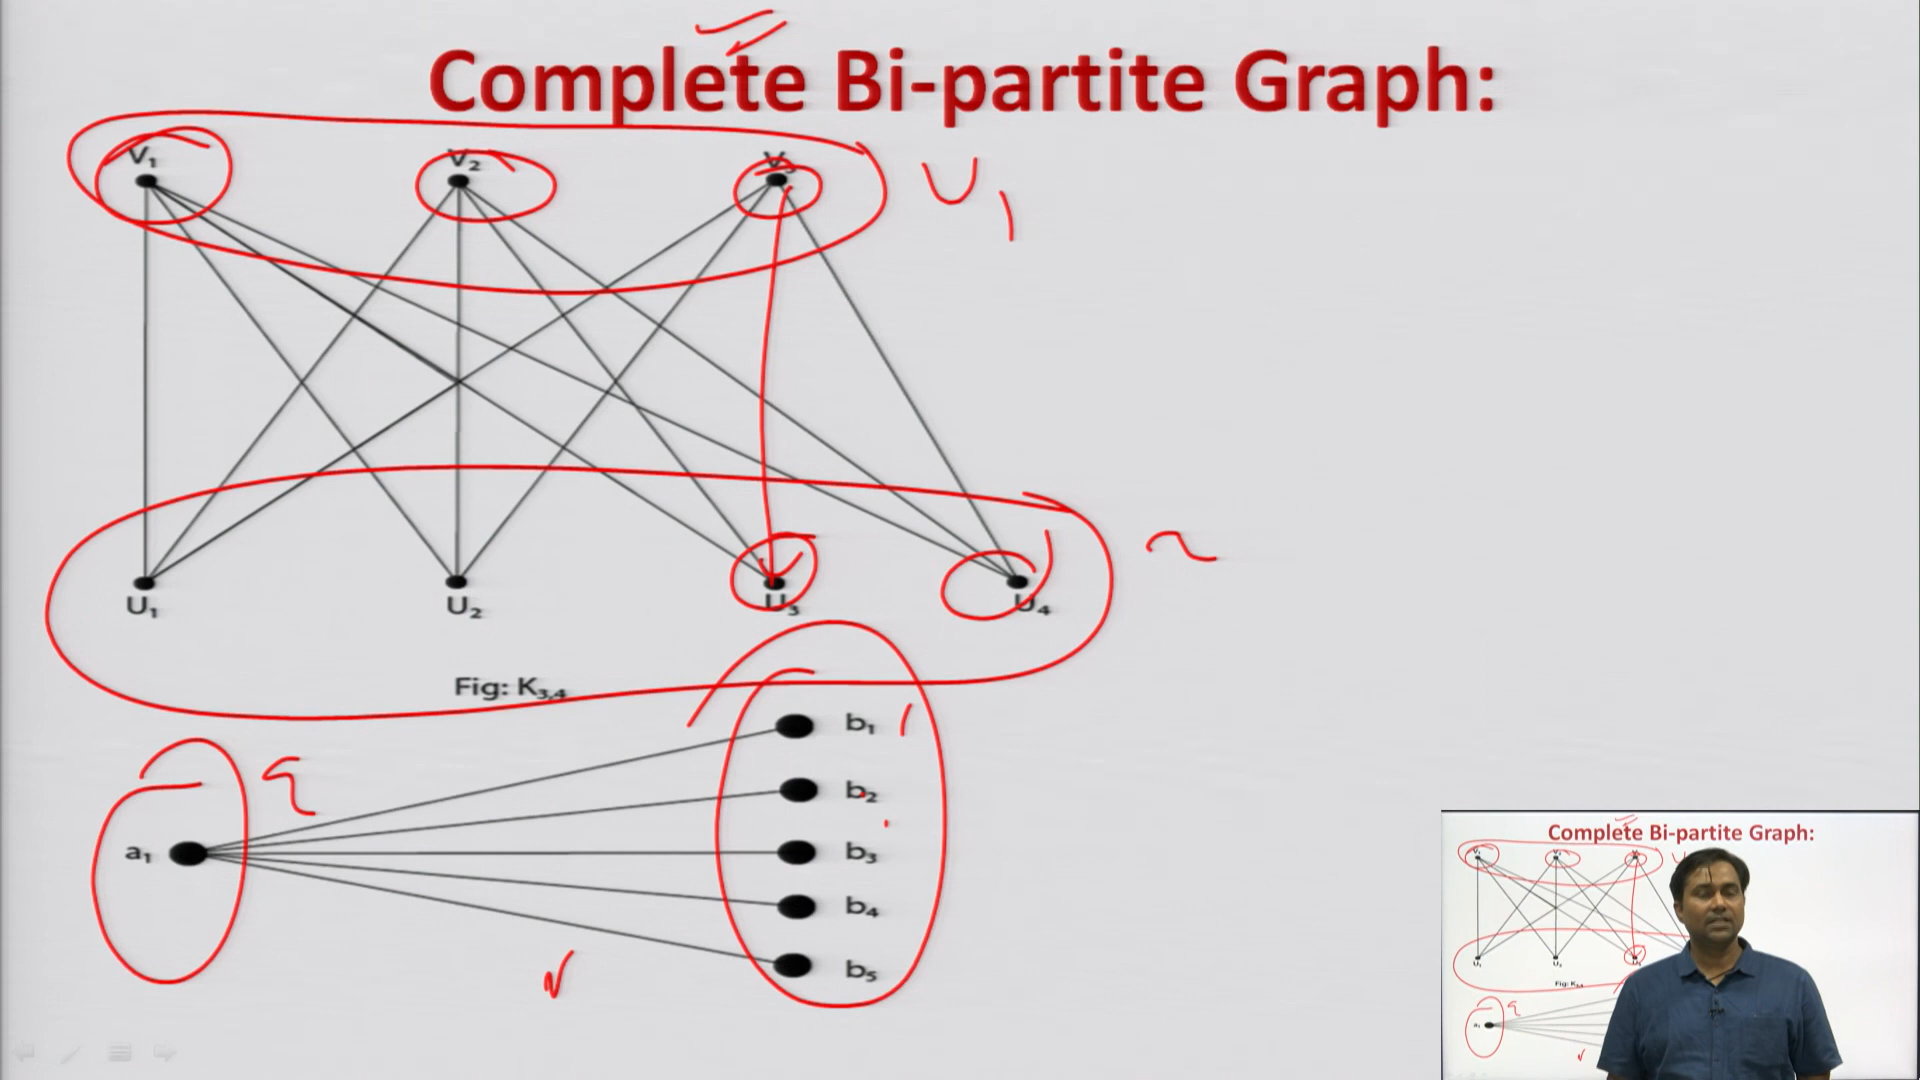 Complete Bi-partite Graph:
V₁ V₂ V₃
U₁
U₁ U₂ U₃ U₄
Fig: K₃,₄
b₁
b₂
a₁ b₃
b₄
b₅
Complete Bi-partite Graph: